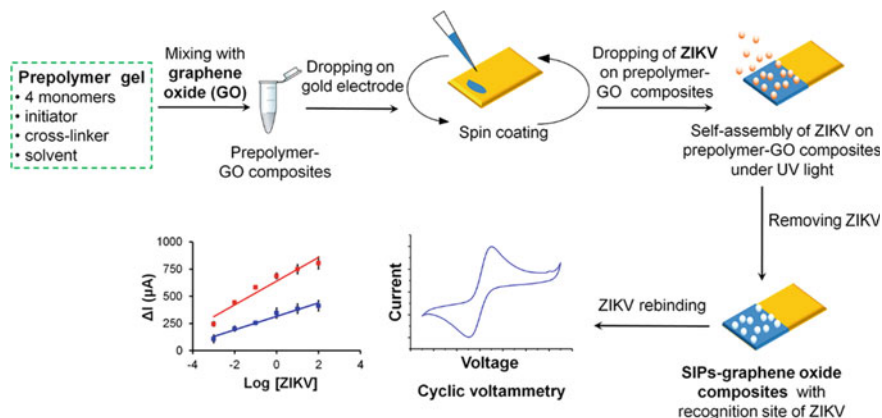 Prepolymer gel
• 4 monomers
• initiator
• cross-linker
• solvent
Mixing with
graphene
oxide (GO)
Prepolymer-
GO composites
Dropping on
gold electrode
Spin coating
Dropping of ZIKV
on prepolymer-
GO composites
Self-assembly of ZIKV on
prepolymer-GO composites
under UV light
Removing ZIKV
SIPs-graphene oxide
composites with
recognition site of ZIKV
ZIKV rebinding
Current
Voltage
Cyclic voltammetry
ΔI (µA)
1000
750
500
250
0
-4 -2 0 2 4
Log [ZIKV]